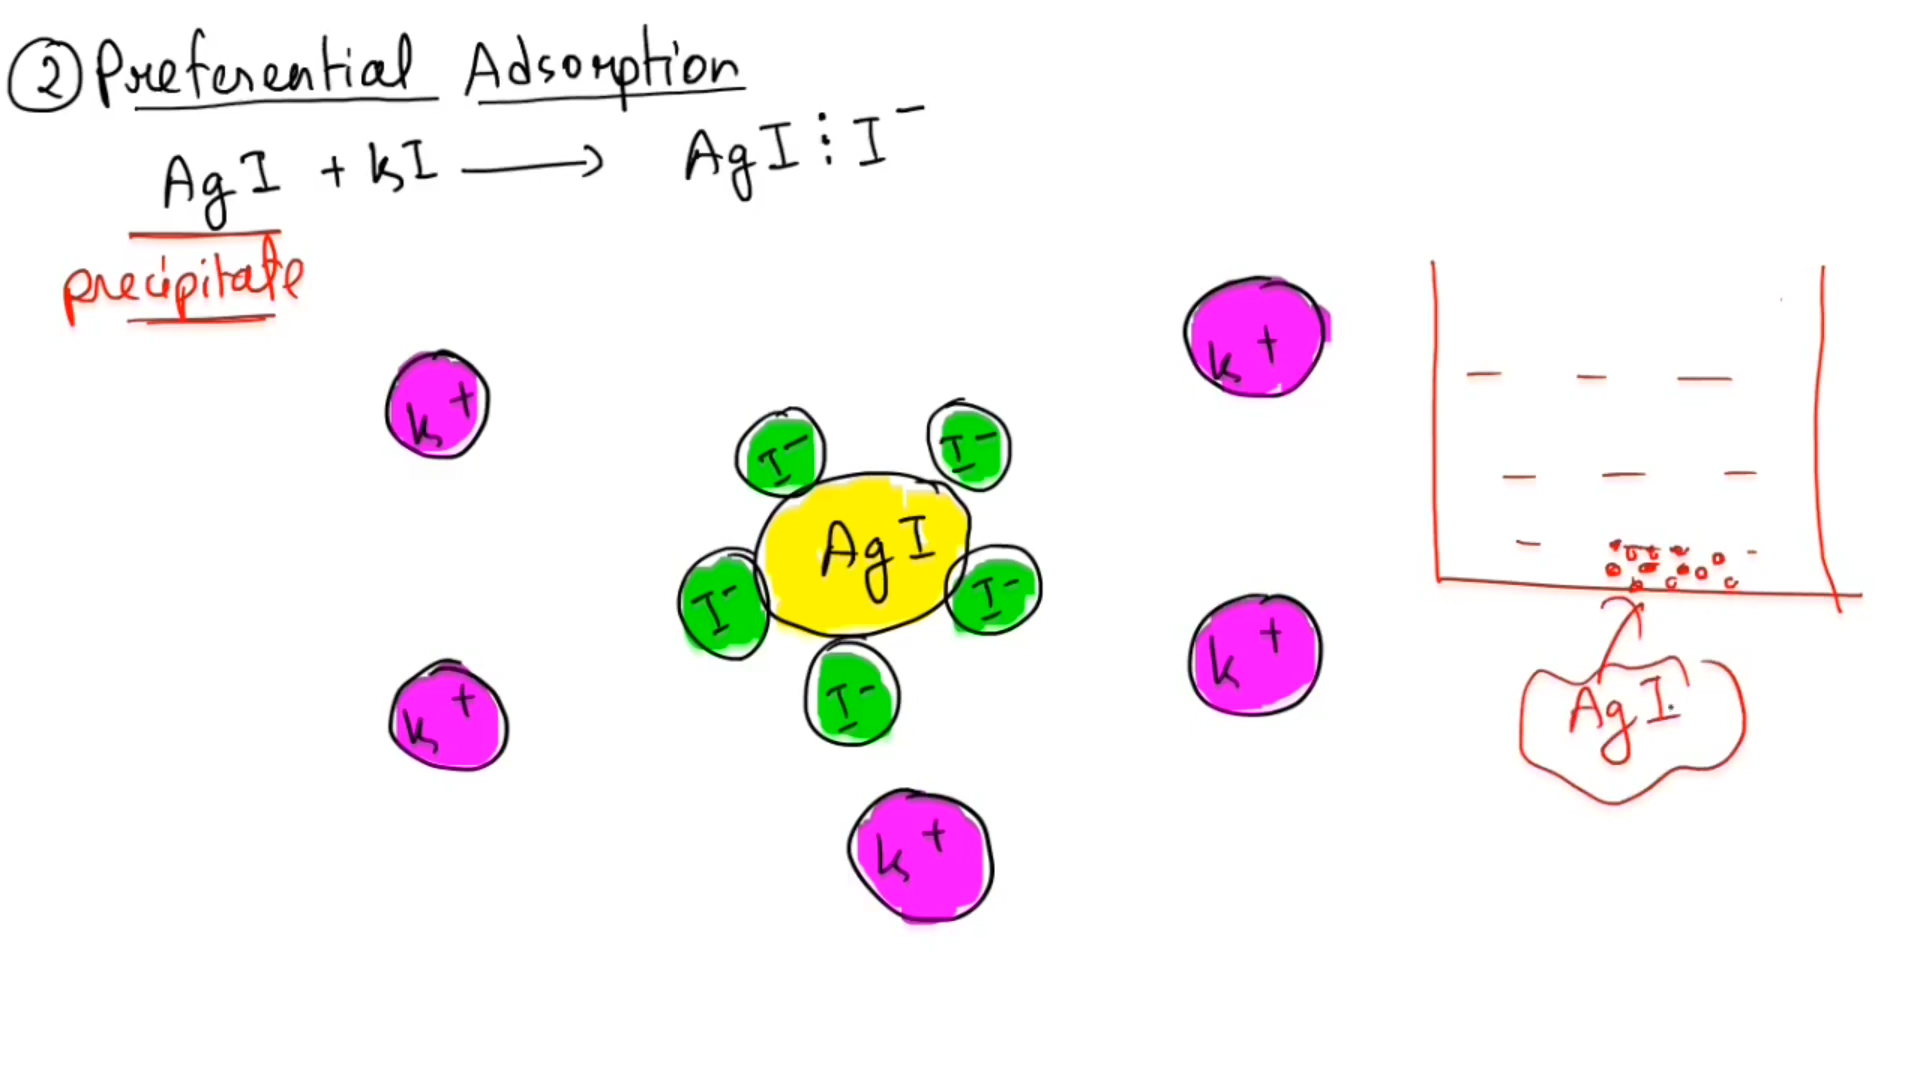 ② Preferential Adsorption
AgI + KI ⟶ AgI⋮I⁻
precipitate
K⁺
K⁺
I⁻
I⁻
AgI
I⁻
I⁻
K⁺
K⁺
I⁻
AgI
K⁺